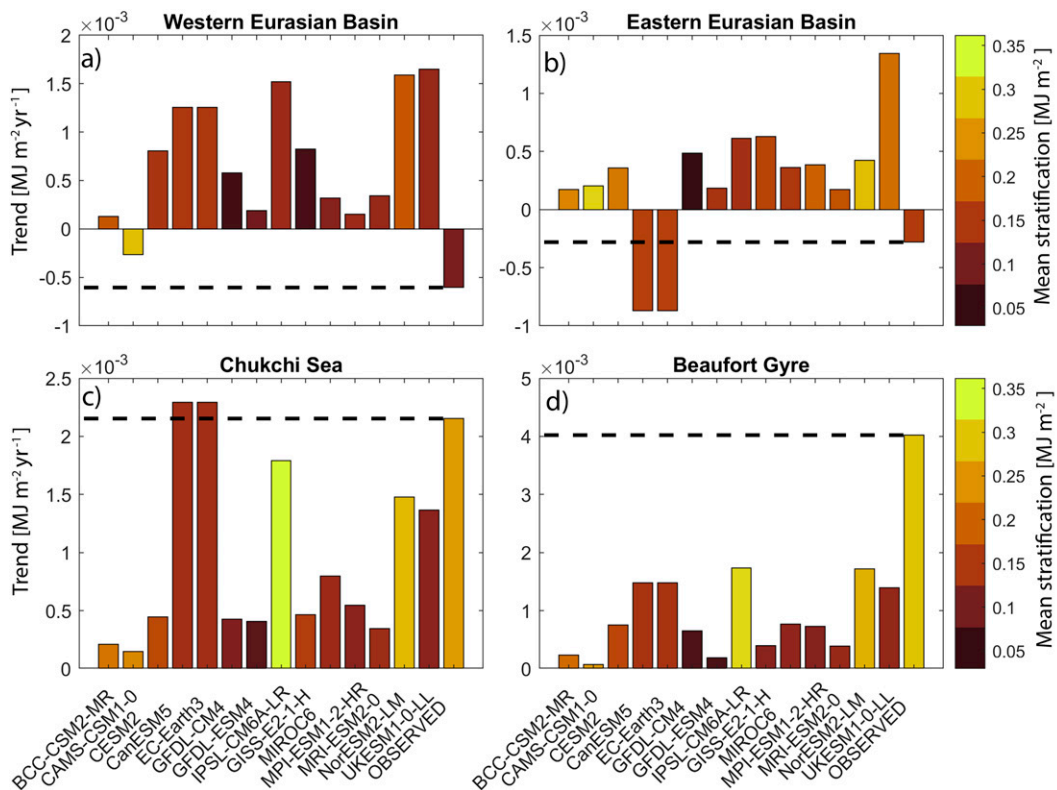 Western Eurasian Basin
×10⁻³
a)
2
1.5
1
0.5
0
-0.5
-1
Trend [MJ m⁻² yr⁻¹]
Eastern Eurasian Basin
×10⁻³
b)
1.5
1
0.5
0
-0.5
-1
0.35
0.3
0.25
0.2
0.15
0.1
0.05
Mean stratification [MJ m⁻²]
Chukchi Sea
×10⁻³
c)
2.5
2
1.5
1
0.5
0
Trend [MJ m⁻² yr⁻¹]
BCC-CSM2-MR
CAMS-CSM1-0
CESM2
CanESM5
EC-Earth3
GFDL-CM4
GFDL-ESM4
IPSL-CM6A-LR
GISS-E2-1-H
MIROC6
MPI-ESM1-2-HR
MRI-ESM2-0
NorESM2-LM
UKESM1-0-LL
OBSERVED
Beaufort Gyre
×10⁻³
d)
5
4
3
2
1
0
BCC-CSM2-MR
CAMS-CSM1-0
CESM2
CanESM5
EC-Earth3
GFDL-CM4
GFDL-ESM4
IPSL-CM6A-LR
GISS-E2-1-H
MIROC6
MPI-ESM1-2-HR
MRI-ESM2-0
NorESM2-LM
UKESM1-0-LL
OBSERVED
0.35
0.3
0.25
0.2
0.15
0.1
0.05
Mean stratification [MJ m⁻²]